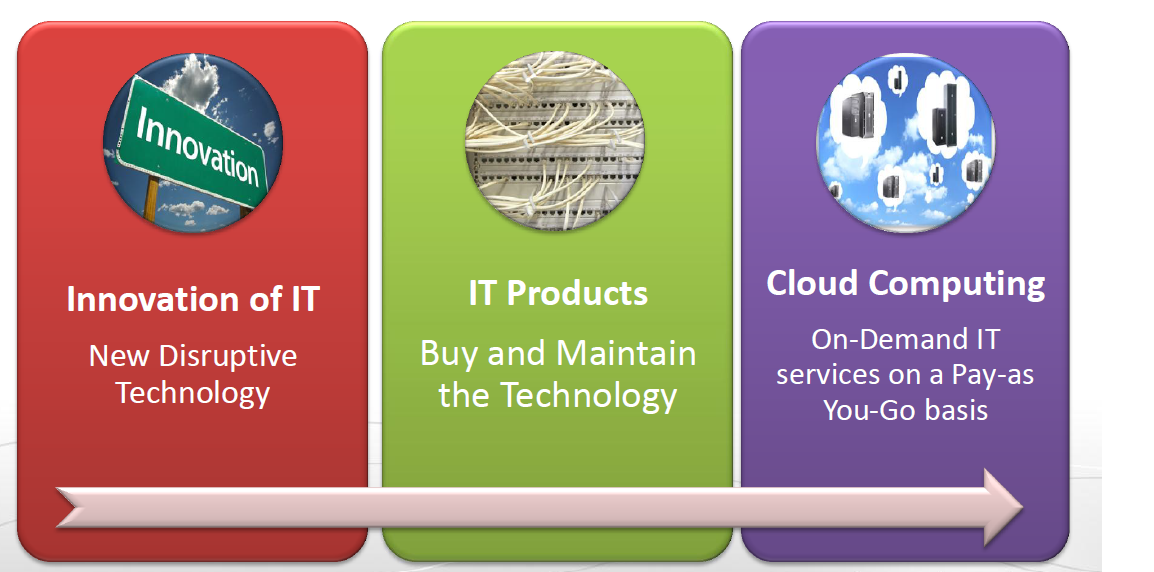 Innovation
Innovation of IT
New Disruptive
Technology
IT Products
Buy and Maintain
the Technology
Cloud Computing
On-Demand IT
services on a Pay-as
You-Go basis